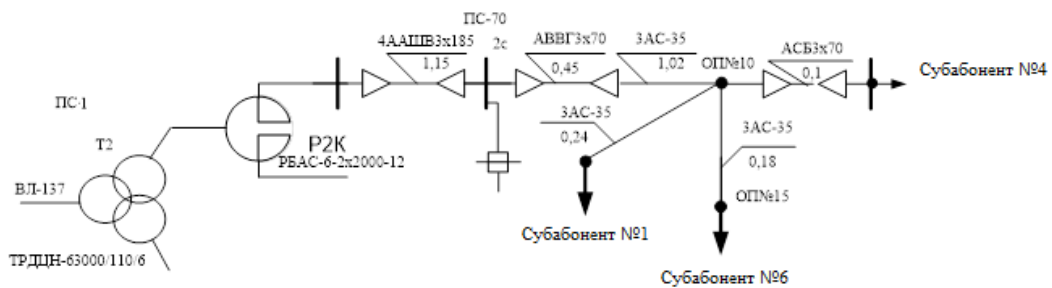 ПС-1
Т2
ВЛ-137
ТРДЦН-63000/110/6
Р2К
РБАС-6-2х2000-12
4ААШВ3х185
1,15
ПС-70
2с
АВВГ3х70
0,45
3АС-35
1,02
ОП№10
АСБ3х70
0,1
Субабонент №4
3АС-35
0,24
Субабонент №1
3АС-35
0,18
ОП№15
Субабонент №6